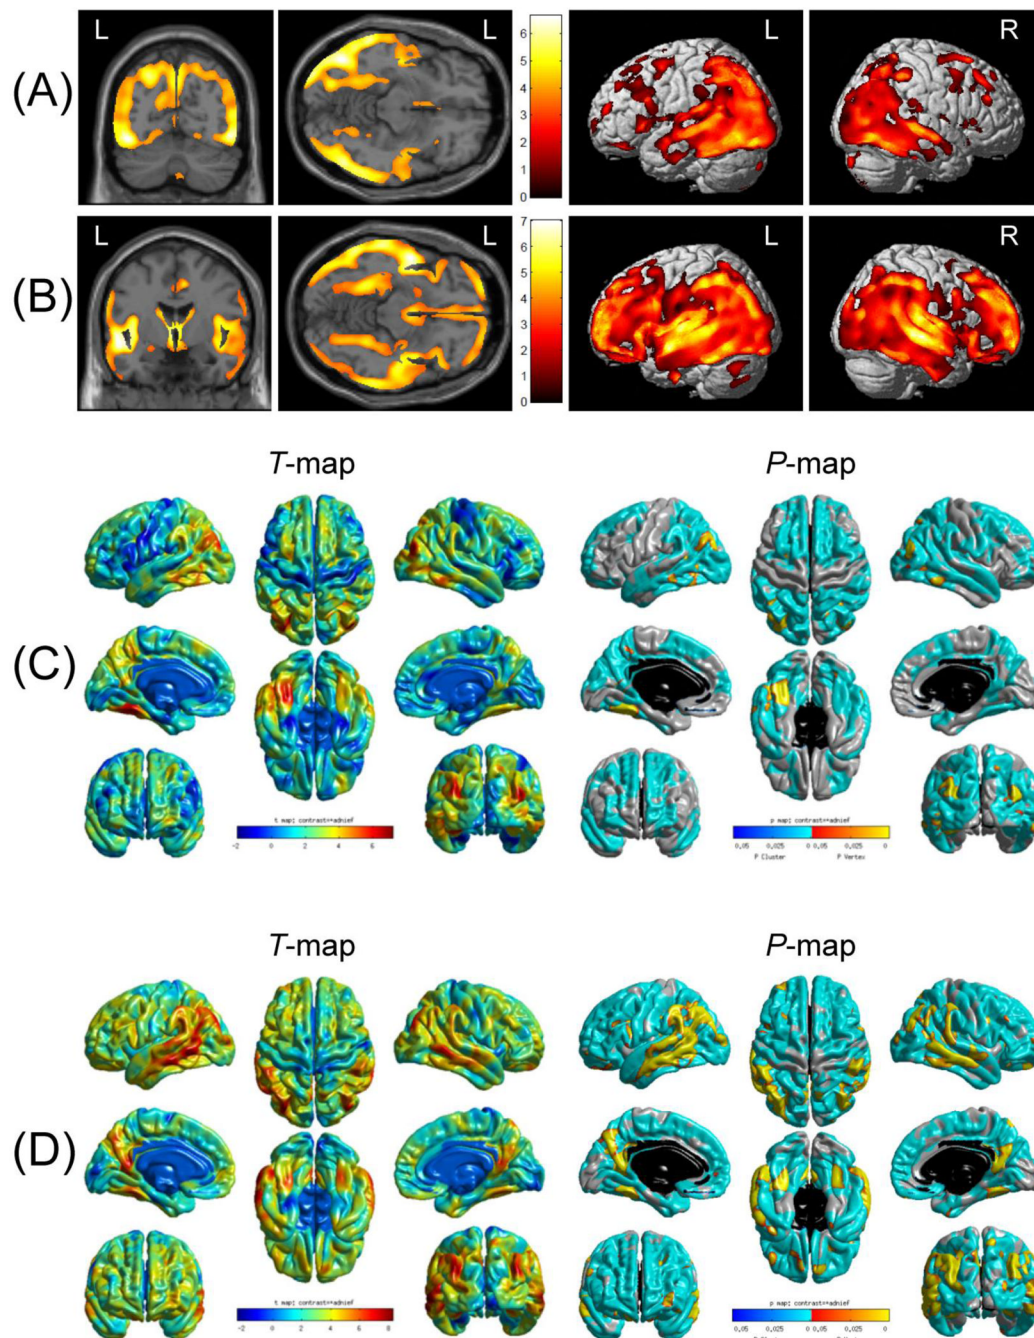 (A)
L
L
6
5
4
3
2
1
0
L
R
(B)
L
L
7
6
5
4
3
2
1
0
L
R
T-map
P-map
(C)
t map; contrast=+adnief
-2 0 2 4 6
p map; contrast=+adnief
0.05 0.025 0 0.05 0.025 0
P Cluster P Vertex
T-map
P-map
(D)
t map; contrast=+adnief
-2 0 2 4 6 8
p map; contrast=+adnief
0.05 0.025 0 0.05 0.025 0